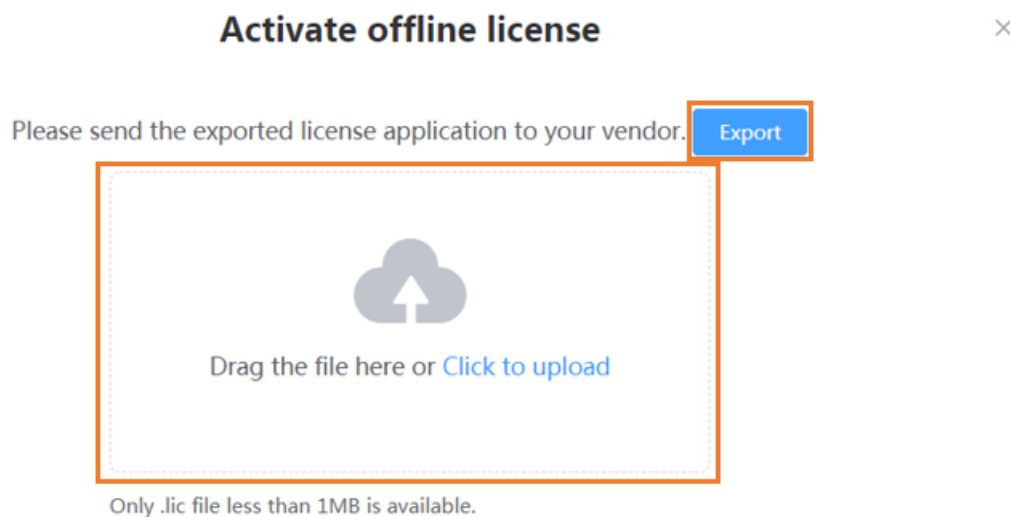 Activate offline license
Please send the exported license application to your vendor. Export
Drag the file here or Click to upload
Only .lic file less than 1MB is available.